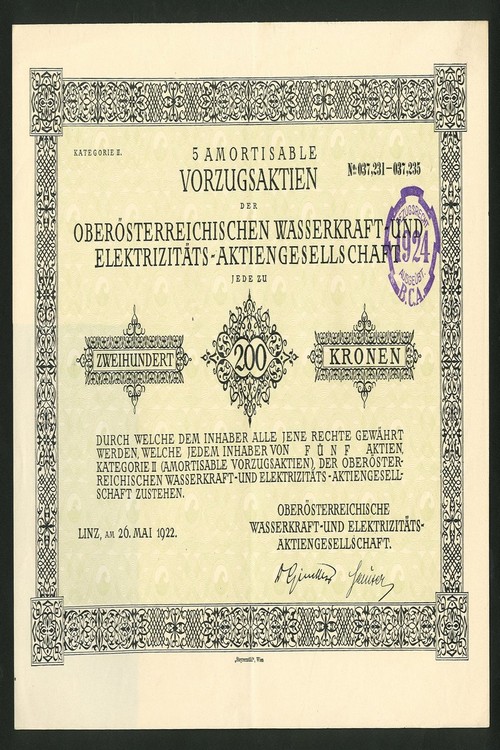 KATEGORIE II.
5 AMORTISABLE
No 037,231–037,235
VORZUGSAKTIEN
DER
OBERÖSTERREICHISCHEN WASSERKRAFT-UND
ELEKTRIZITÄTS-AKTIENGESELLSCHAFT
JEDE ZU
BEZUGSRECHT
1924
AUSGEÜBT.
B.C.A.
ZWEIHUNDERT
200
KRONEN
DURCH WELCHE DEM INHABER ALLE JENE RECHTE GEWÄHRT
WERDEN, WELCHE JEDEM INHABER VON FÜNF AKTIEN,
KATEGORIE II (AMORTISABLE VORZUGSAKTIEN), DER OBERÖSTER-
REICHISCHEN WASSERKRAFT-UND ELEKTRIZITÄTS-AKTIENGESELL-
SCHAFT ZUSTEHEN.
LINZ, AM 26. MAI 1922.
OBERÖSTERREICHISCHE
WASSERKRAFT-UND ELEKTRIZITÄTS-
AKTIENGESELLSCHAFT.